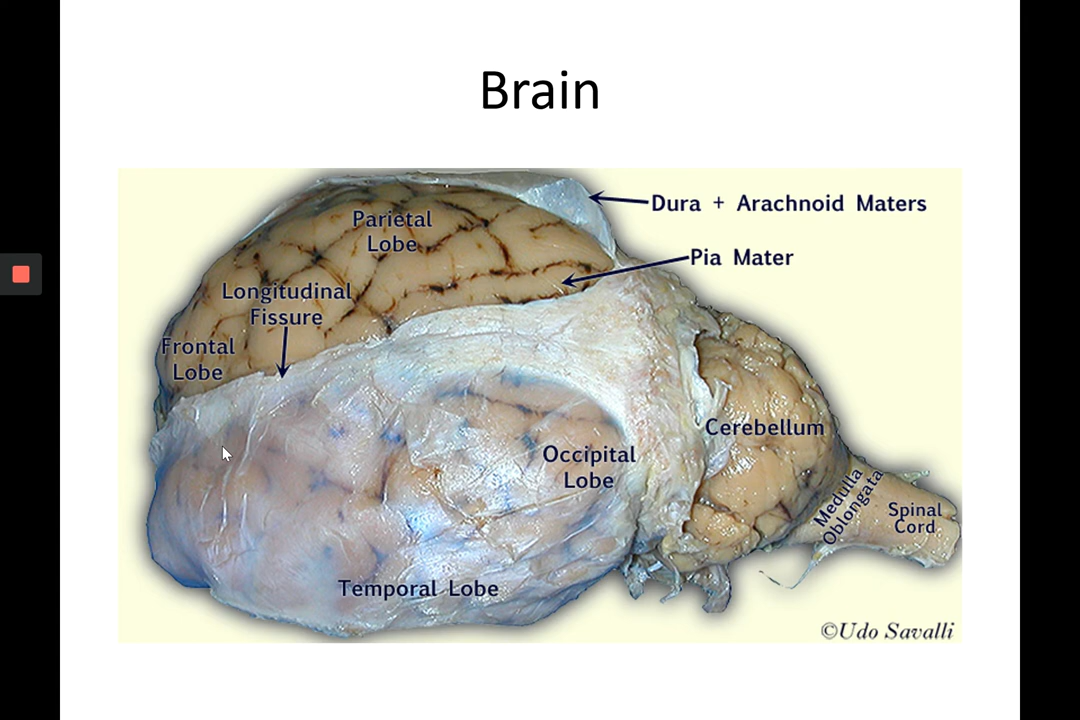 Brain
Dura + Arachnoid Maters
Parietal
Lobe
Pia Mater
Longitudinal
Fissure
Frontal
Lobe
Cerebellum
Occipital
Lobe
Medulla
Oblongata
Spinal
Cord
Temporal Lobe
©Udo Savalli